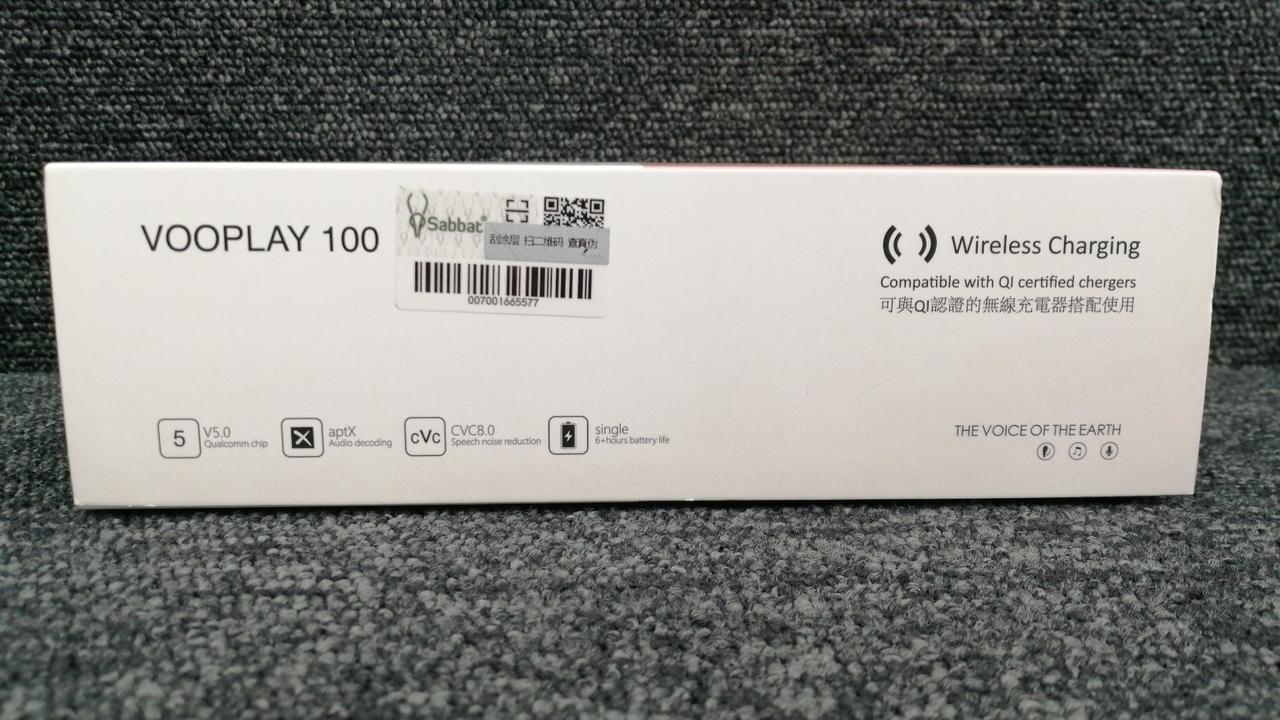 VOOPLAY 100
Sabbat®
刮涂层 扫二维码 查真伪
007001665577
Wireless Charging
Compatible with QI certified chergers
可與QI認證的無線充電器搭配使用
5
V5.0
Qualcomm chip
aptX
Audio decoding
cVc
CVC8.0
Speech noise reduction
single
6+hours battery life
THE VOICE OF THE EARTH